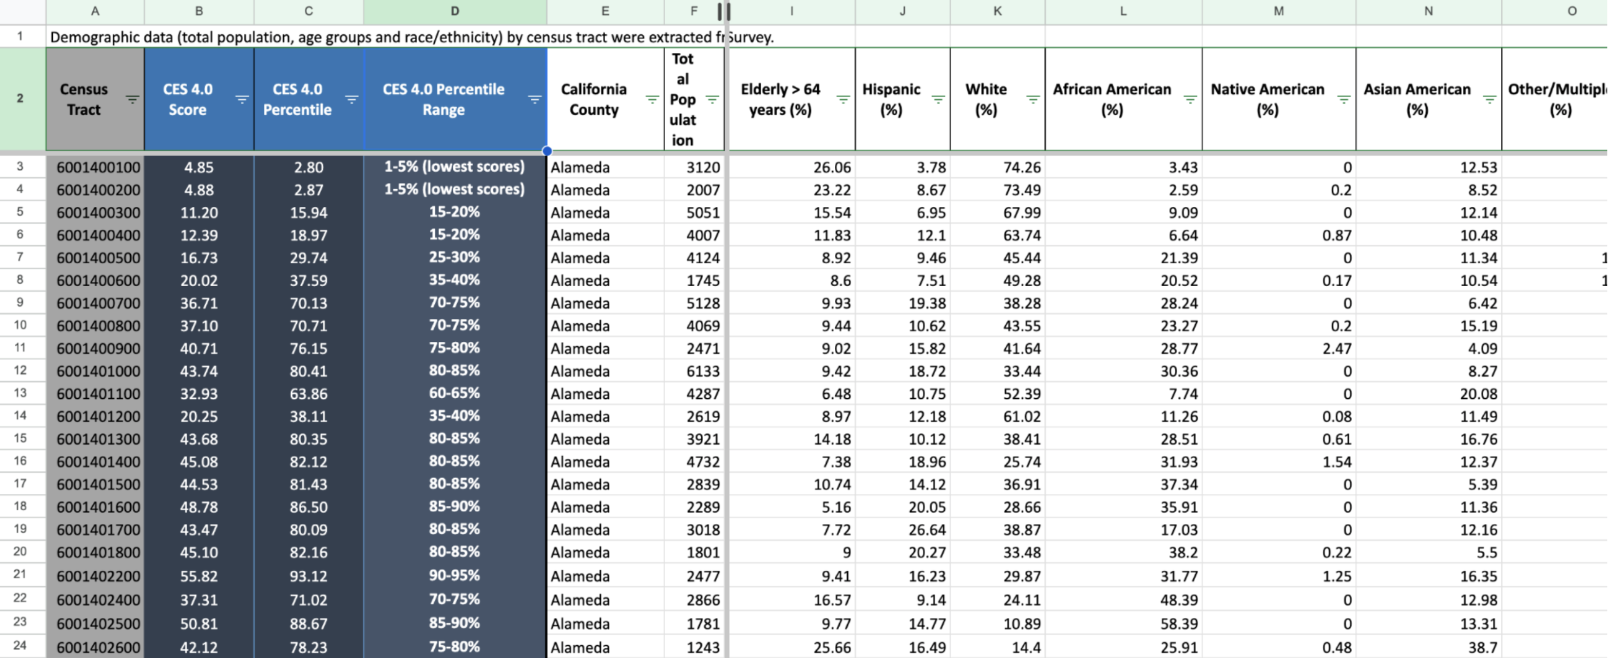 A B C D E F I J K L M N O
1 Demographic data (total population, age groups and race/ethnicity) by census tract were extracted fr survey.
2 Census Tract CES 4.0 Score CES 4.0 Percentile CES 4.0 Percentile Range California County Total Population Elderly > 64 years (%) Hispanic (%) White (%) African American (%) Native American (%) Asian American (%) Other/Multipl (%)
3 6001400100 4.85 2.80 1-5% (lowest scores) Alameda 3120 26.06 3.78 74.26 3.43 0 12.53
4 6001400200 4.88 2.87 1-5% (lowest scores) Alameda 2007 23.22 8.67 73.49 2.59 0.2 8.52
5 6001400300 11.20 15.94 15-20% Alameda 5051 15.54 6.95 67.99 9.09 0 12.14
6 6001400400 12.39 18.97 15-20% Alameda 4007 11.83 12.1 63.74 6.64 0.87 10.48
7 6001400500 16.73 29.74 25-30% Alameda 4124 8.92 9.46 45.44 21.39 0 11.34 1
8 6001400600 20.02 37.59 35-40% Alameda 1745 8.6 7.51 49.28 20.52 0.17 10.54 1
9 6001400700 36.71 70.13 70-75% Alameda 5128 9.93 19.38 38.28 28.24 0 6.42
10 6001400800 37.10 70.71 70-75% Alameda 4069 9.44 10.62 43.55 23.27 0.2 15.19
11 6001400900 40.71 76.15 75-80% Alameda 2471 9.02 15.82 41.64 28.77 2.47 4.09
12 6001401000 43.74 80.41 80-85% Alameda 6133 9.42 18.72 33.44 30.36 0 8.27
13 6001401100 32.93 63.86 60-65% Alameda 4287 6.48 10.75 52.39 7.74 0 20.08
14 6001401200 20.25 38.11 35-40% Alameda 2619 8.97 12.18 61.02 11.26 0.08 11.49
15 6001401300 43.68 80.35 80-85% Alameda 3921 14.18 10.12 38.41 28.51 0.61 16.76
16 6001401400 45.08 82.12 80-85% Alameda 4732 7.38 18.96 25.74 31.93 1.54 12.37
17 6001401500 44.53 81.43 80-85% Alameda 2839 10.74 14.12 36.91 37.34 0 5.39
18 6001401600 48.78 86.50 85-90% Alameda 2289 5.16 20.05 28.66 35.91 0 11.36
19 6001401700 43.47 80.09 80-85% Alameda 3018 7.72 26.64 38.87 17.03 0 12.16
20 6001401800 45.10 82.16 80-85% Alameda 1801 9 20.27 33.48 38.2 0.22 5.5
21 6001402200 55.82 93.12 90-95% Alameda 2477 9.41 16.23 29.87 31.77 1.25 16.35
22 6001402400 37.31 71.02 70-75% Alameda 2866 16.57 9.14 24.11 48.39 0 12.98
23 6001402500 50.81 88.67 85-90% Alameda 1781 9.77 14.77 10.89 58.39 0 13.31
24 6001402600 42.12 78.23 75-80% Alameda 1243 25.66 16.49 14.4 25.91 0.48 38.7